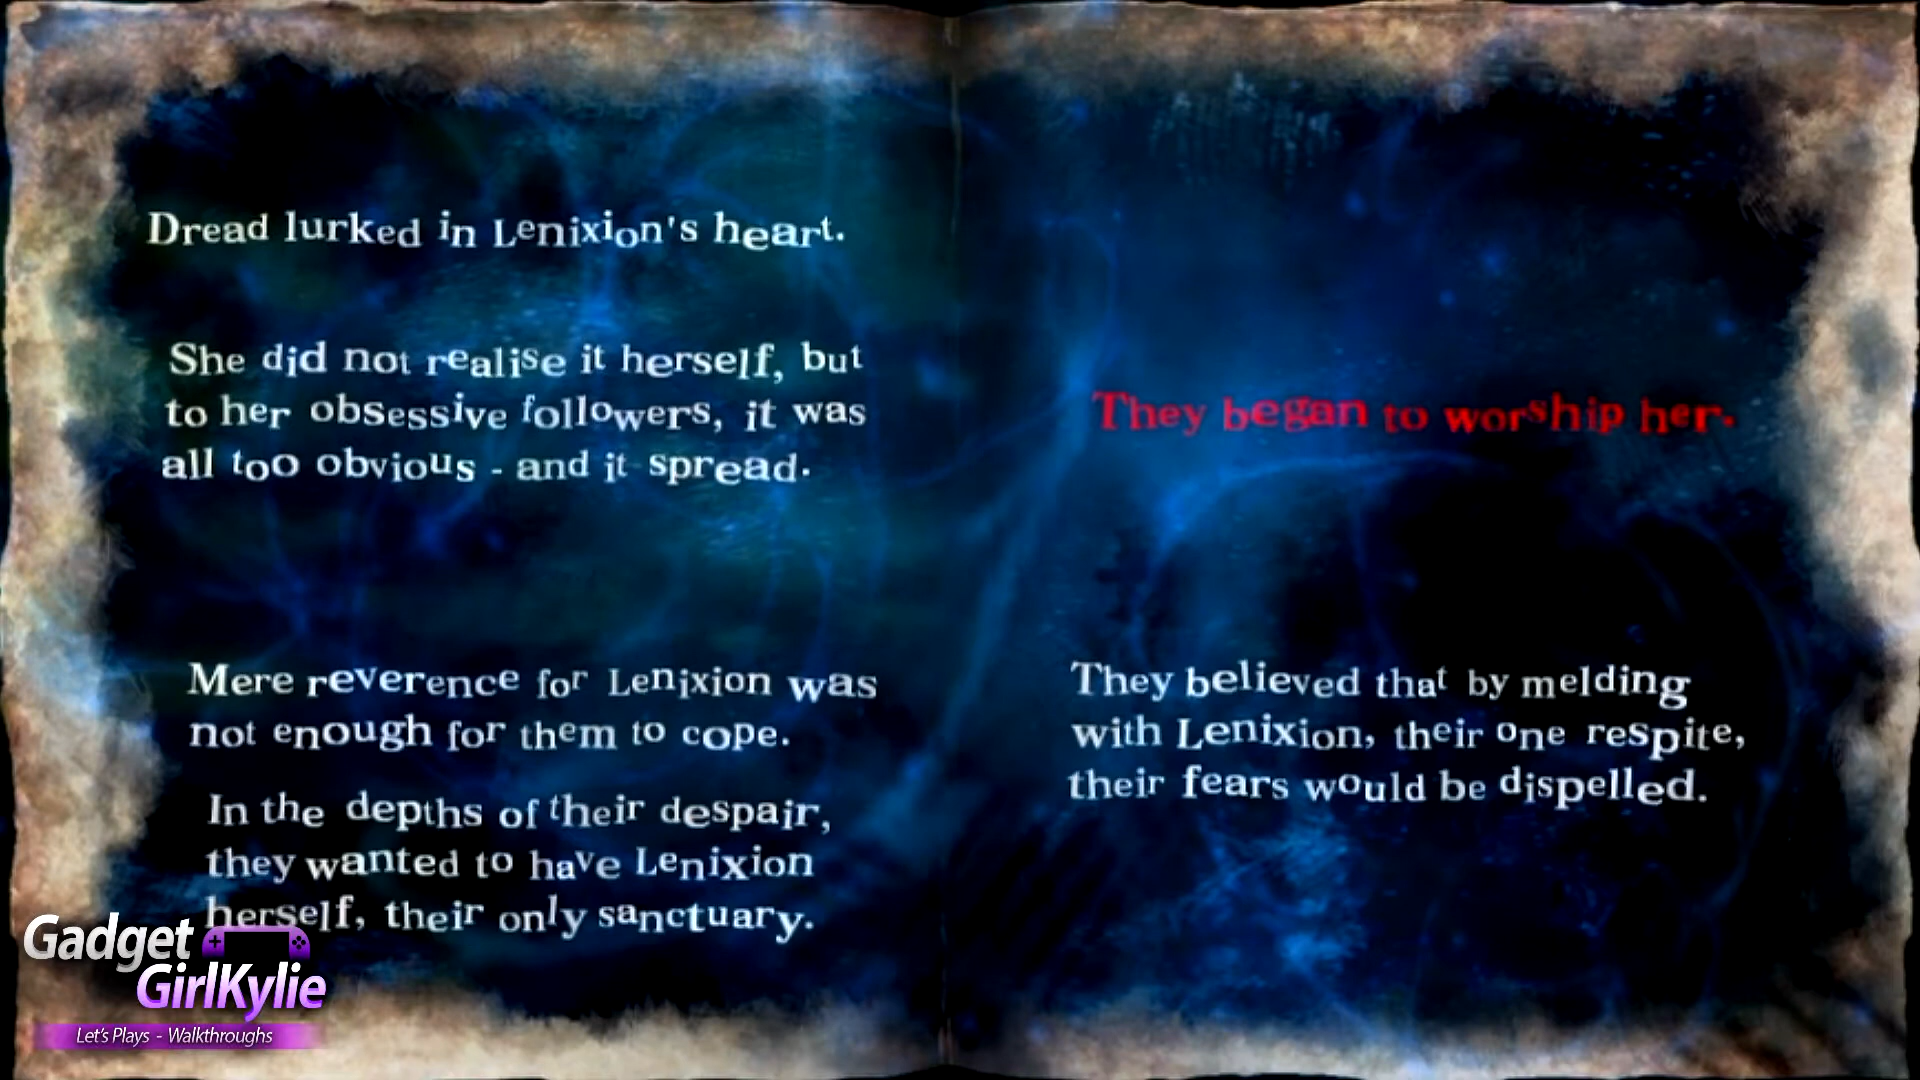 Dread lurked in Lenixion's heart.
She did not realise it herself, but
to her obsessive followers, it was
all too obvious - and it spread.
Mere reverence for Lenixion was
not enough for them to cope.
In the depths of their despair,
they wanted to have Lenixion
herself, their only sanctuary.
They began to worship her.
They believed that by melding
with Lenixion, their one respite,
their fears would be dispelled.
Gadget
GirlKylie
Let's Plays - Walkthroughs